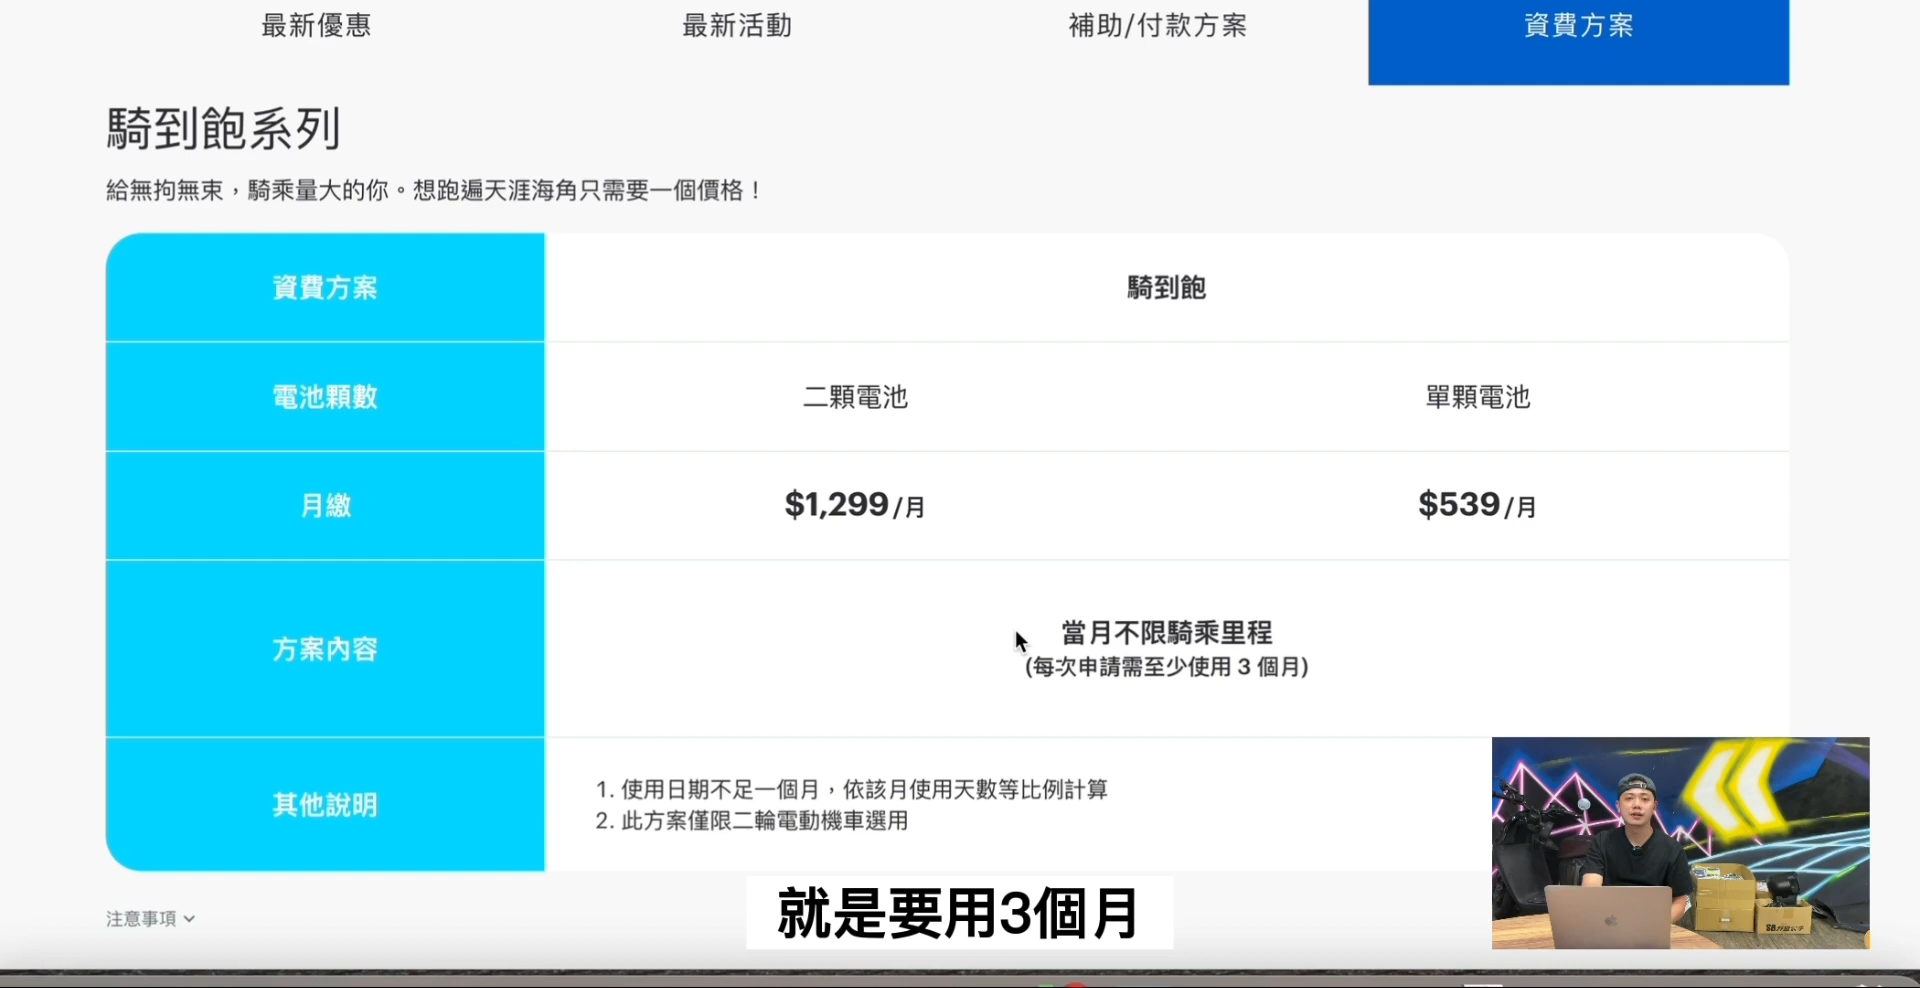 最新優惠
最新活動
補助/付款方案
資費方案
騎到飽系列
給無拘無束，騎乘量大的你。想跑遍天涯海角只需要一個價格！
資費方案
騎到飽
電池顆數
二顆電池
單顆電池
月繳
$1,299/月
$539/月
方案內容
當月不限騎乘里程
(每次申請需至少使用 3 個月)
其他說明
1. 使用日期不足一個月，依該月使用天數等比例計算
2. 此方案僅限二輪電動機車選用
注意事項
就是要用3個月